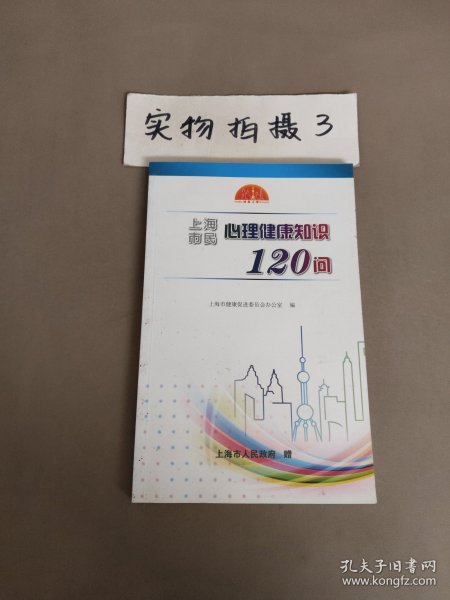 实物拍摄3
上海市民
心理健康知识
120问
上海市健康促进委员会办公室 编
上海市人民政府 赠
孔夫子旧书网
www.kongfz.com